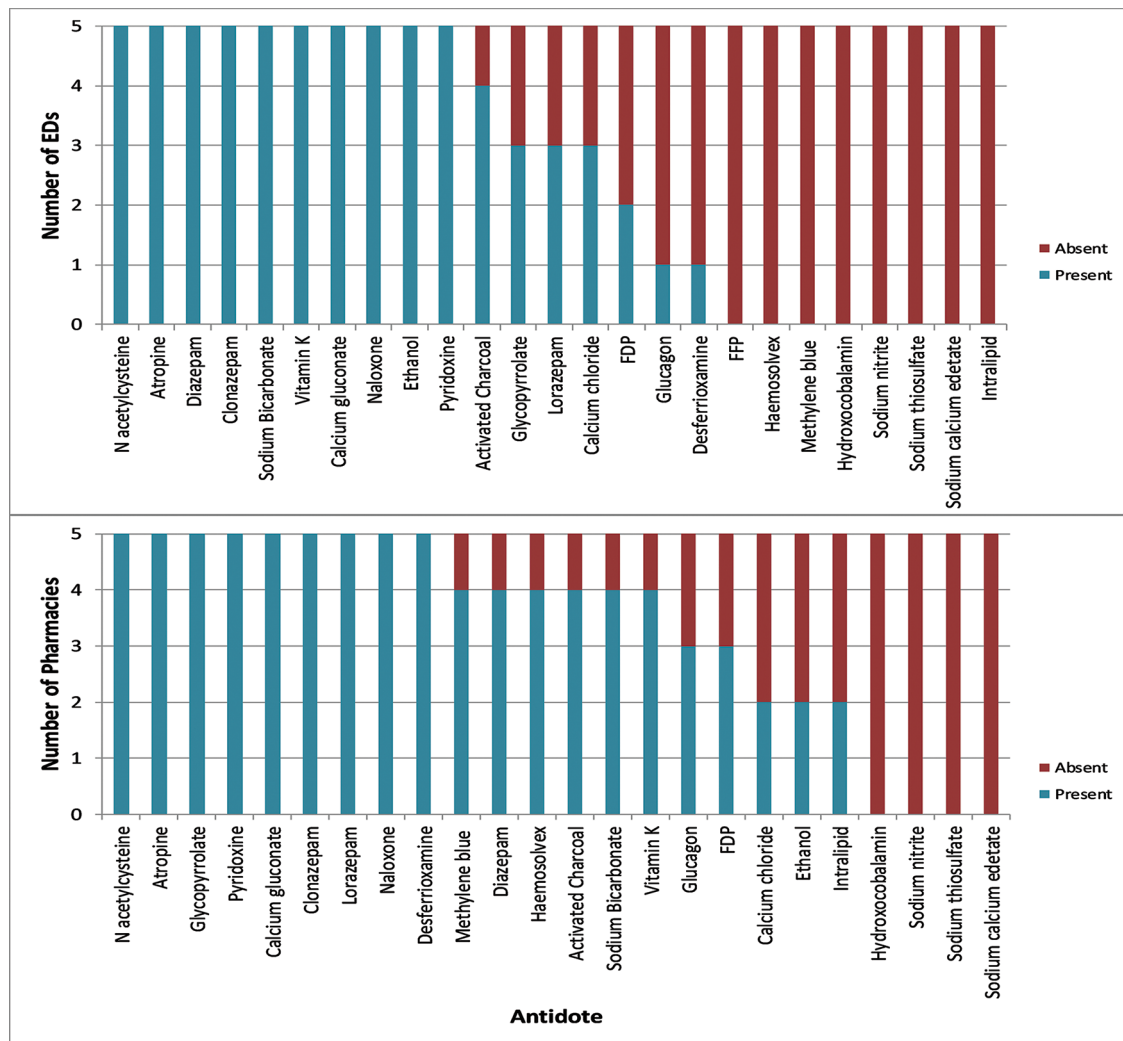 5
4
3
2
1
0
Number of EDs
N acetylcysteine
Atropine
Diazepam
Clonazepam
Sodium Bicarbonate
Vitamin K
Calcium gluconate
Naloxone
Ethanol
Pyridoxine
Activated Charcoal
Glycopyrrolate
Lorazepam
Calcium chloride
FDP
Glucagon
Desferrioxamine
FFP
Haemosolvex
Methylene blue
Hydroxocobalamin
Sodium nitrite
Sodium thiosulfate
Sodium calcium edetate
Intralipid
Absent
Present
5
4
3
2
1
0
Number of Pharmacies
N acetylcysteine
Atropine
Glycopyrrolate
Pyridoxine
Calcium gluconate
Clonazepam
Lorazepam
Naloxone
Desferrioxamine
Methylene blue
Diazepam
Haemosolvex
Activated Charcoal
Sodium Bicarbonate
Vitamin K
Glucagon
FDP
Calcium chloride
Ethanol
Intralipid
Hydroxocobalamin
Sodium nitrite
Sodium thiosulfate
Sodium calcium edetate
Absent
Present
Antidote